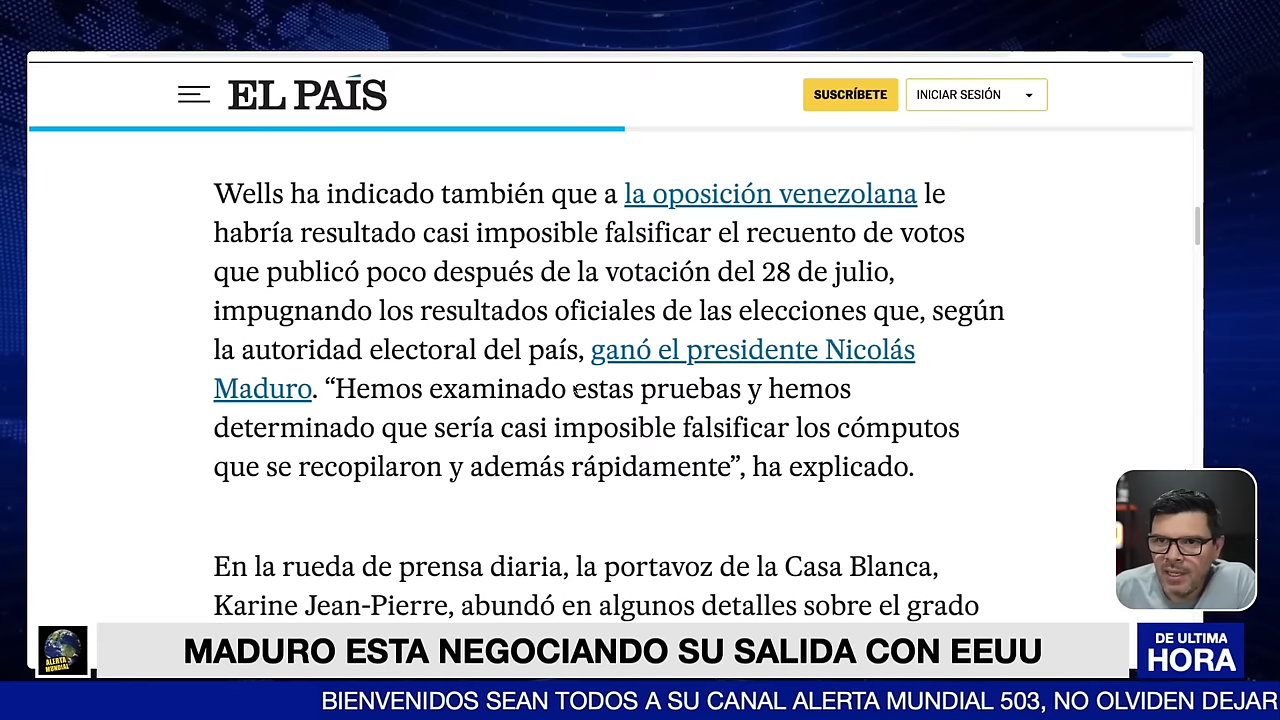 EL PAÍS
SUSCRÍBETE
INICIAR SESIÓN
Wells ha indicado también que a la oposición venezolana le
habría resultado casi imposible falsificar el recuento de votos
que publicó poco después de la votación del 28 de julio,
impugnando los resultados oficiales de las elecciones que, según
la autoridad electoral del país, ganó el presidente Nicolás
Maduro. “Hemos examinado estas pruebas y hemos
determinado que sería casi imposible falsificar los cómputos
que se recopilaron y además rápidamente”, ha explicado.
En la rueda de prensa diaria, la portavoz de la Casa Blanca,
Karine Jean-Pierre, abundó en algunos detalles sobre el grado
ALERTA
MUNDIAL
MADURO ESTA NEGOCIANDO SU SALIDA CON EEUU
DE ULTIMA
HORA
BIENVENIDOS SEAN TODOS A SU CANAL ALERTA MUNDIAL 503, NO OLVIDEN DEJAR